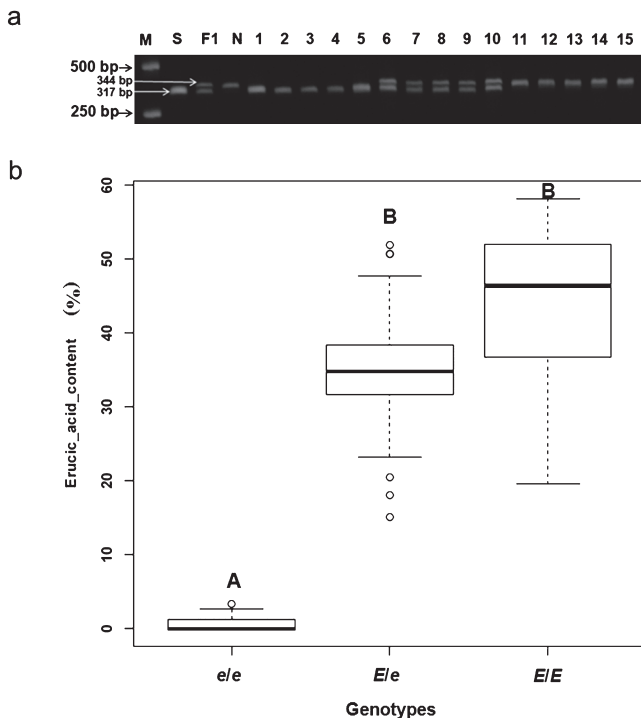 a
M S F1 N 1 2 3 4 5 6 7 8 9 10 11 12 13 14 15
500 bp
344 bp
317 bp
250 bp
b
60
50
40
30
20
10
0
Erucic_acid_content (%)
A
B
B
e/e E/e E/E
Genotypes